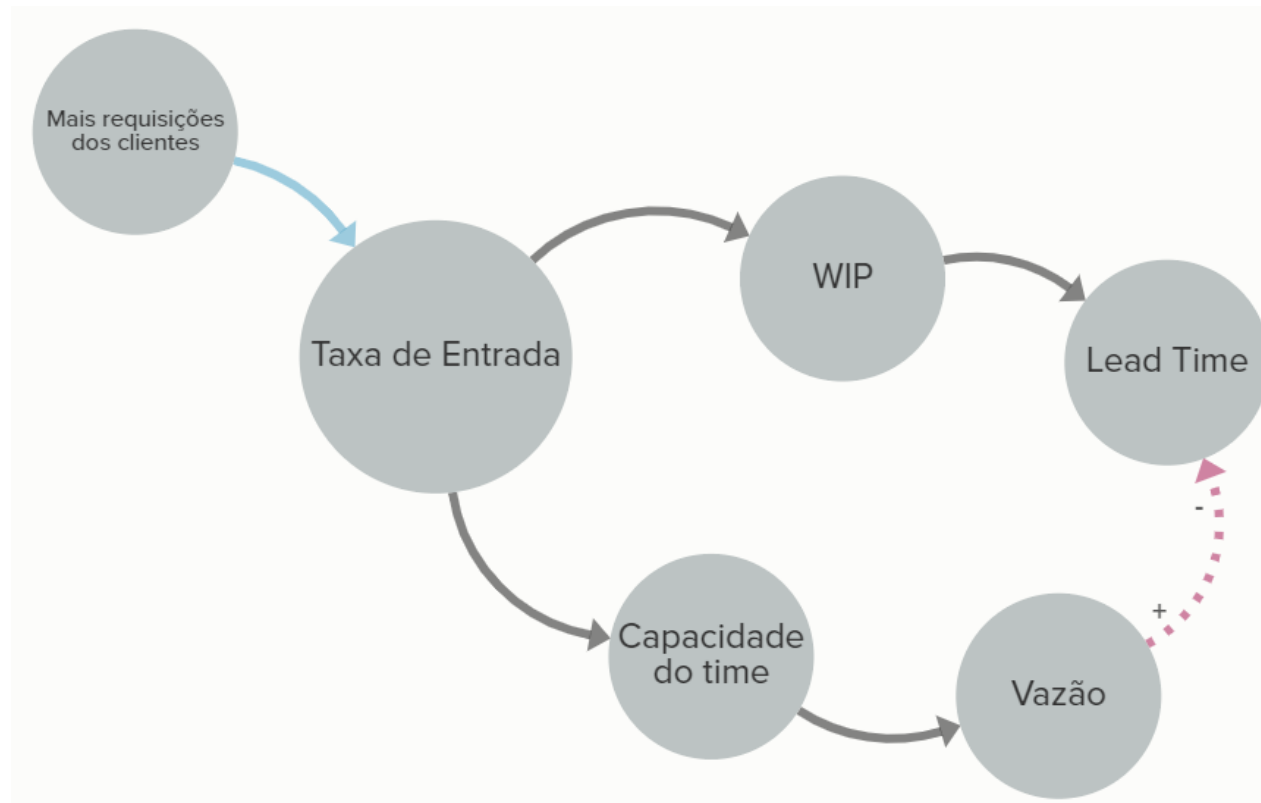 Mais requisições
dos clientes
Taxa de Entrada
WIP
Lead Time
-
+
Capacidade
do time
Vazão